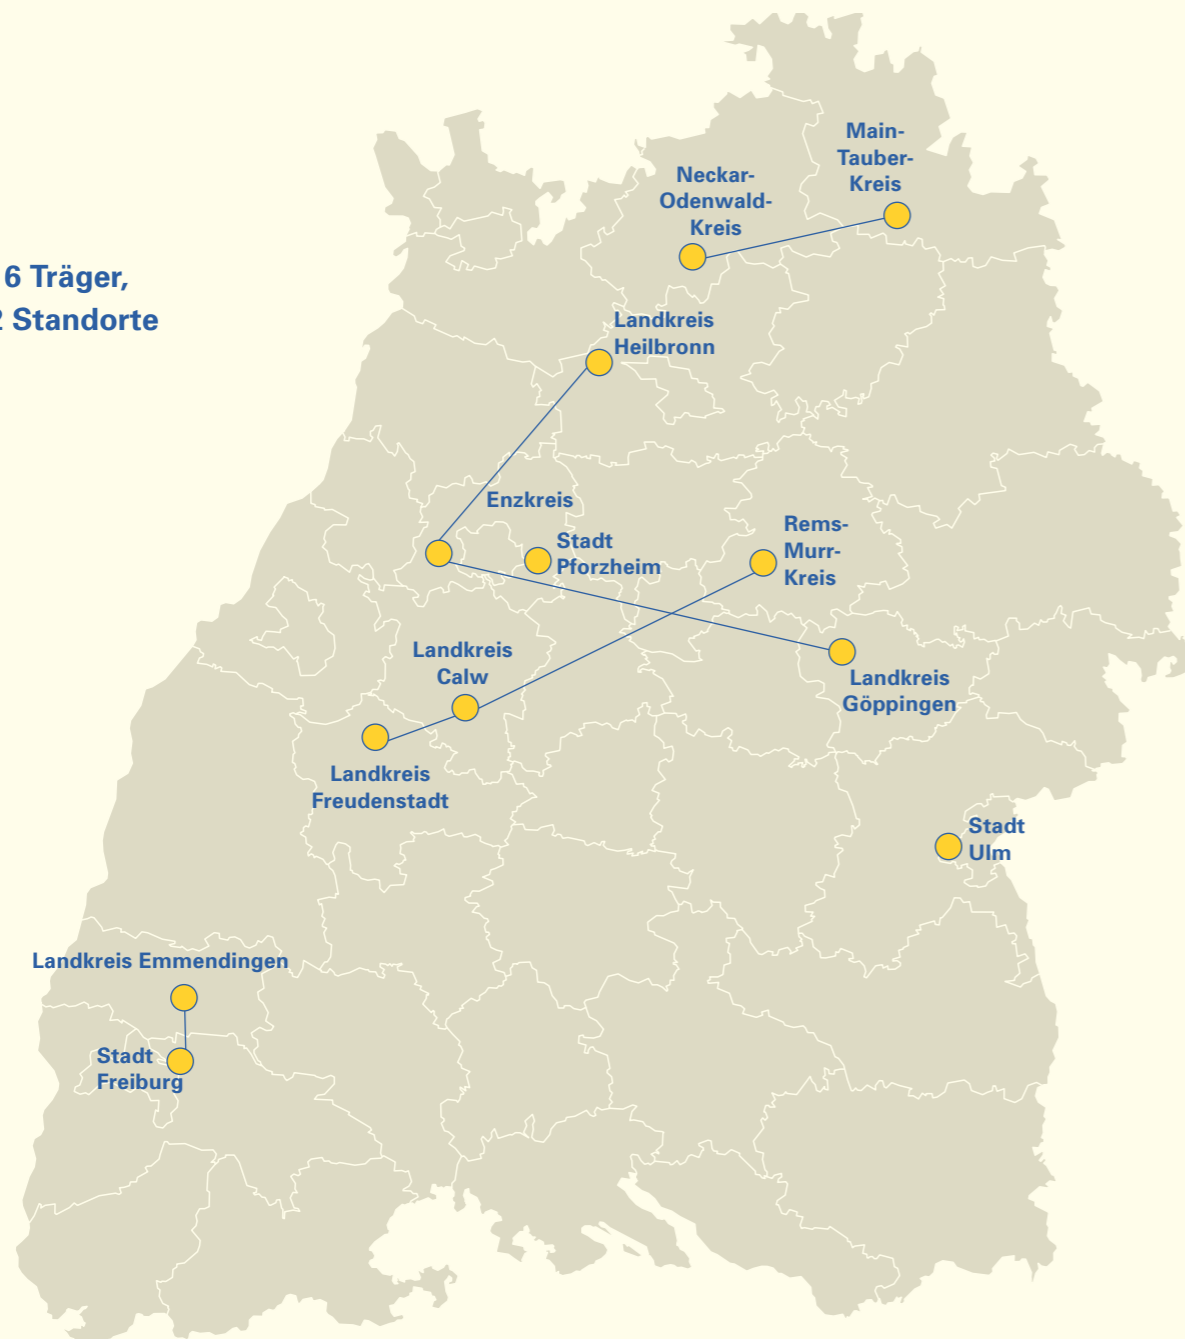 6 Träger,
2 Standorte
Main-
Tauber-
Kreis
Neckar-
Odenwald-
Kreis
Landkreis
Heilbronn
Enzkreis
Stadt
Pforzheim
Rems-
Murr-
Kreis
Landkreis
Calw
Landkreis
Göppingen
Landkreis
Freudenstadt
Stadt
Ulm
Landkreis Emmendingen
Stadt
Freiburg